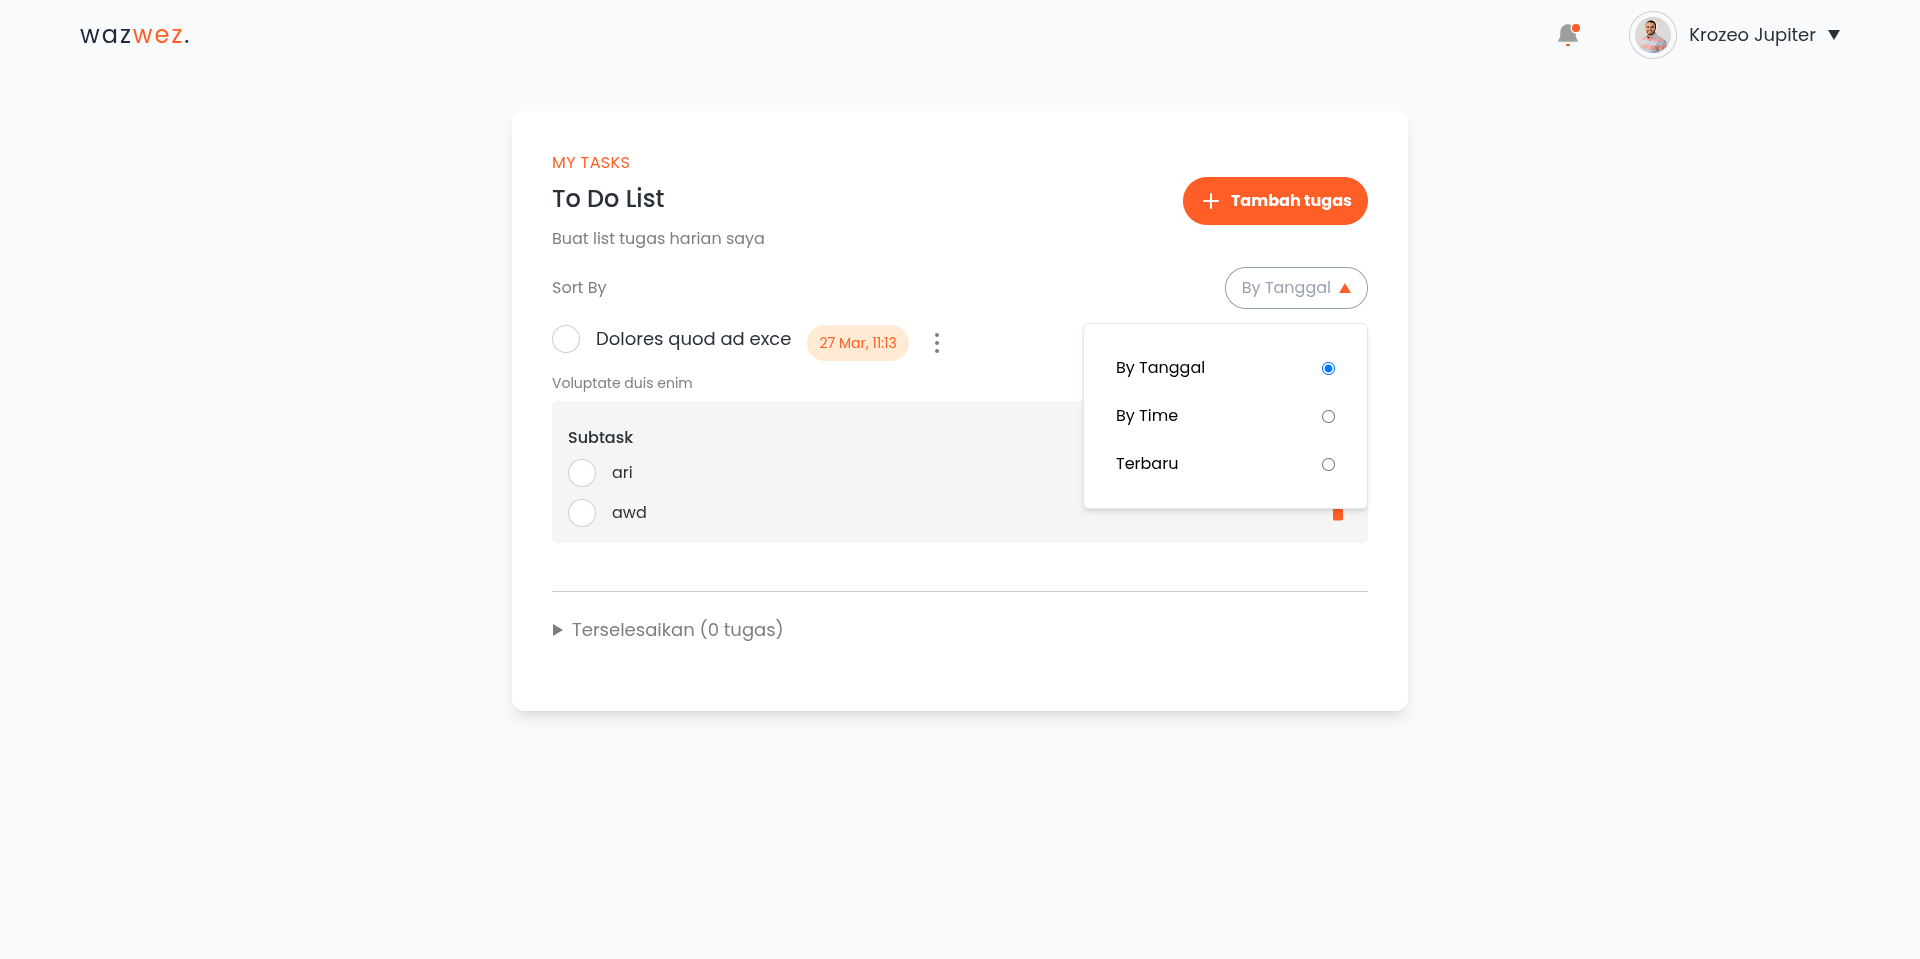 wazwez.
Krozeo Jupiter
MY TASKS
To Do List
Tambah tugas
Buat list tugas harian saya
Sort By
By Tanggal
Dolores quod ad exce
27 Mar, 11:13
Voluptate duis enim
By Tanggal
By Time
Terbaru
Subtask
ari
awd
Terselesaikan (0 tugas)